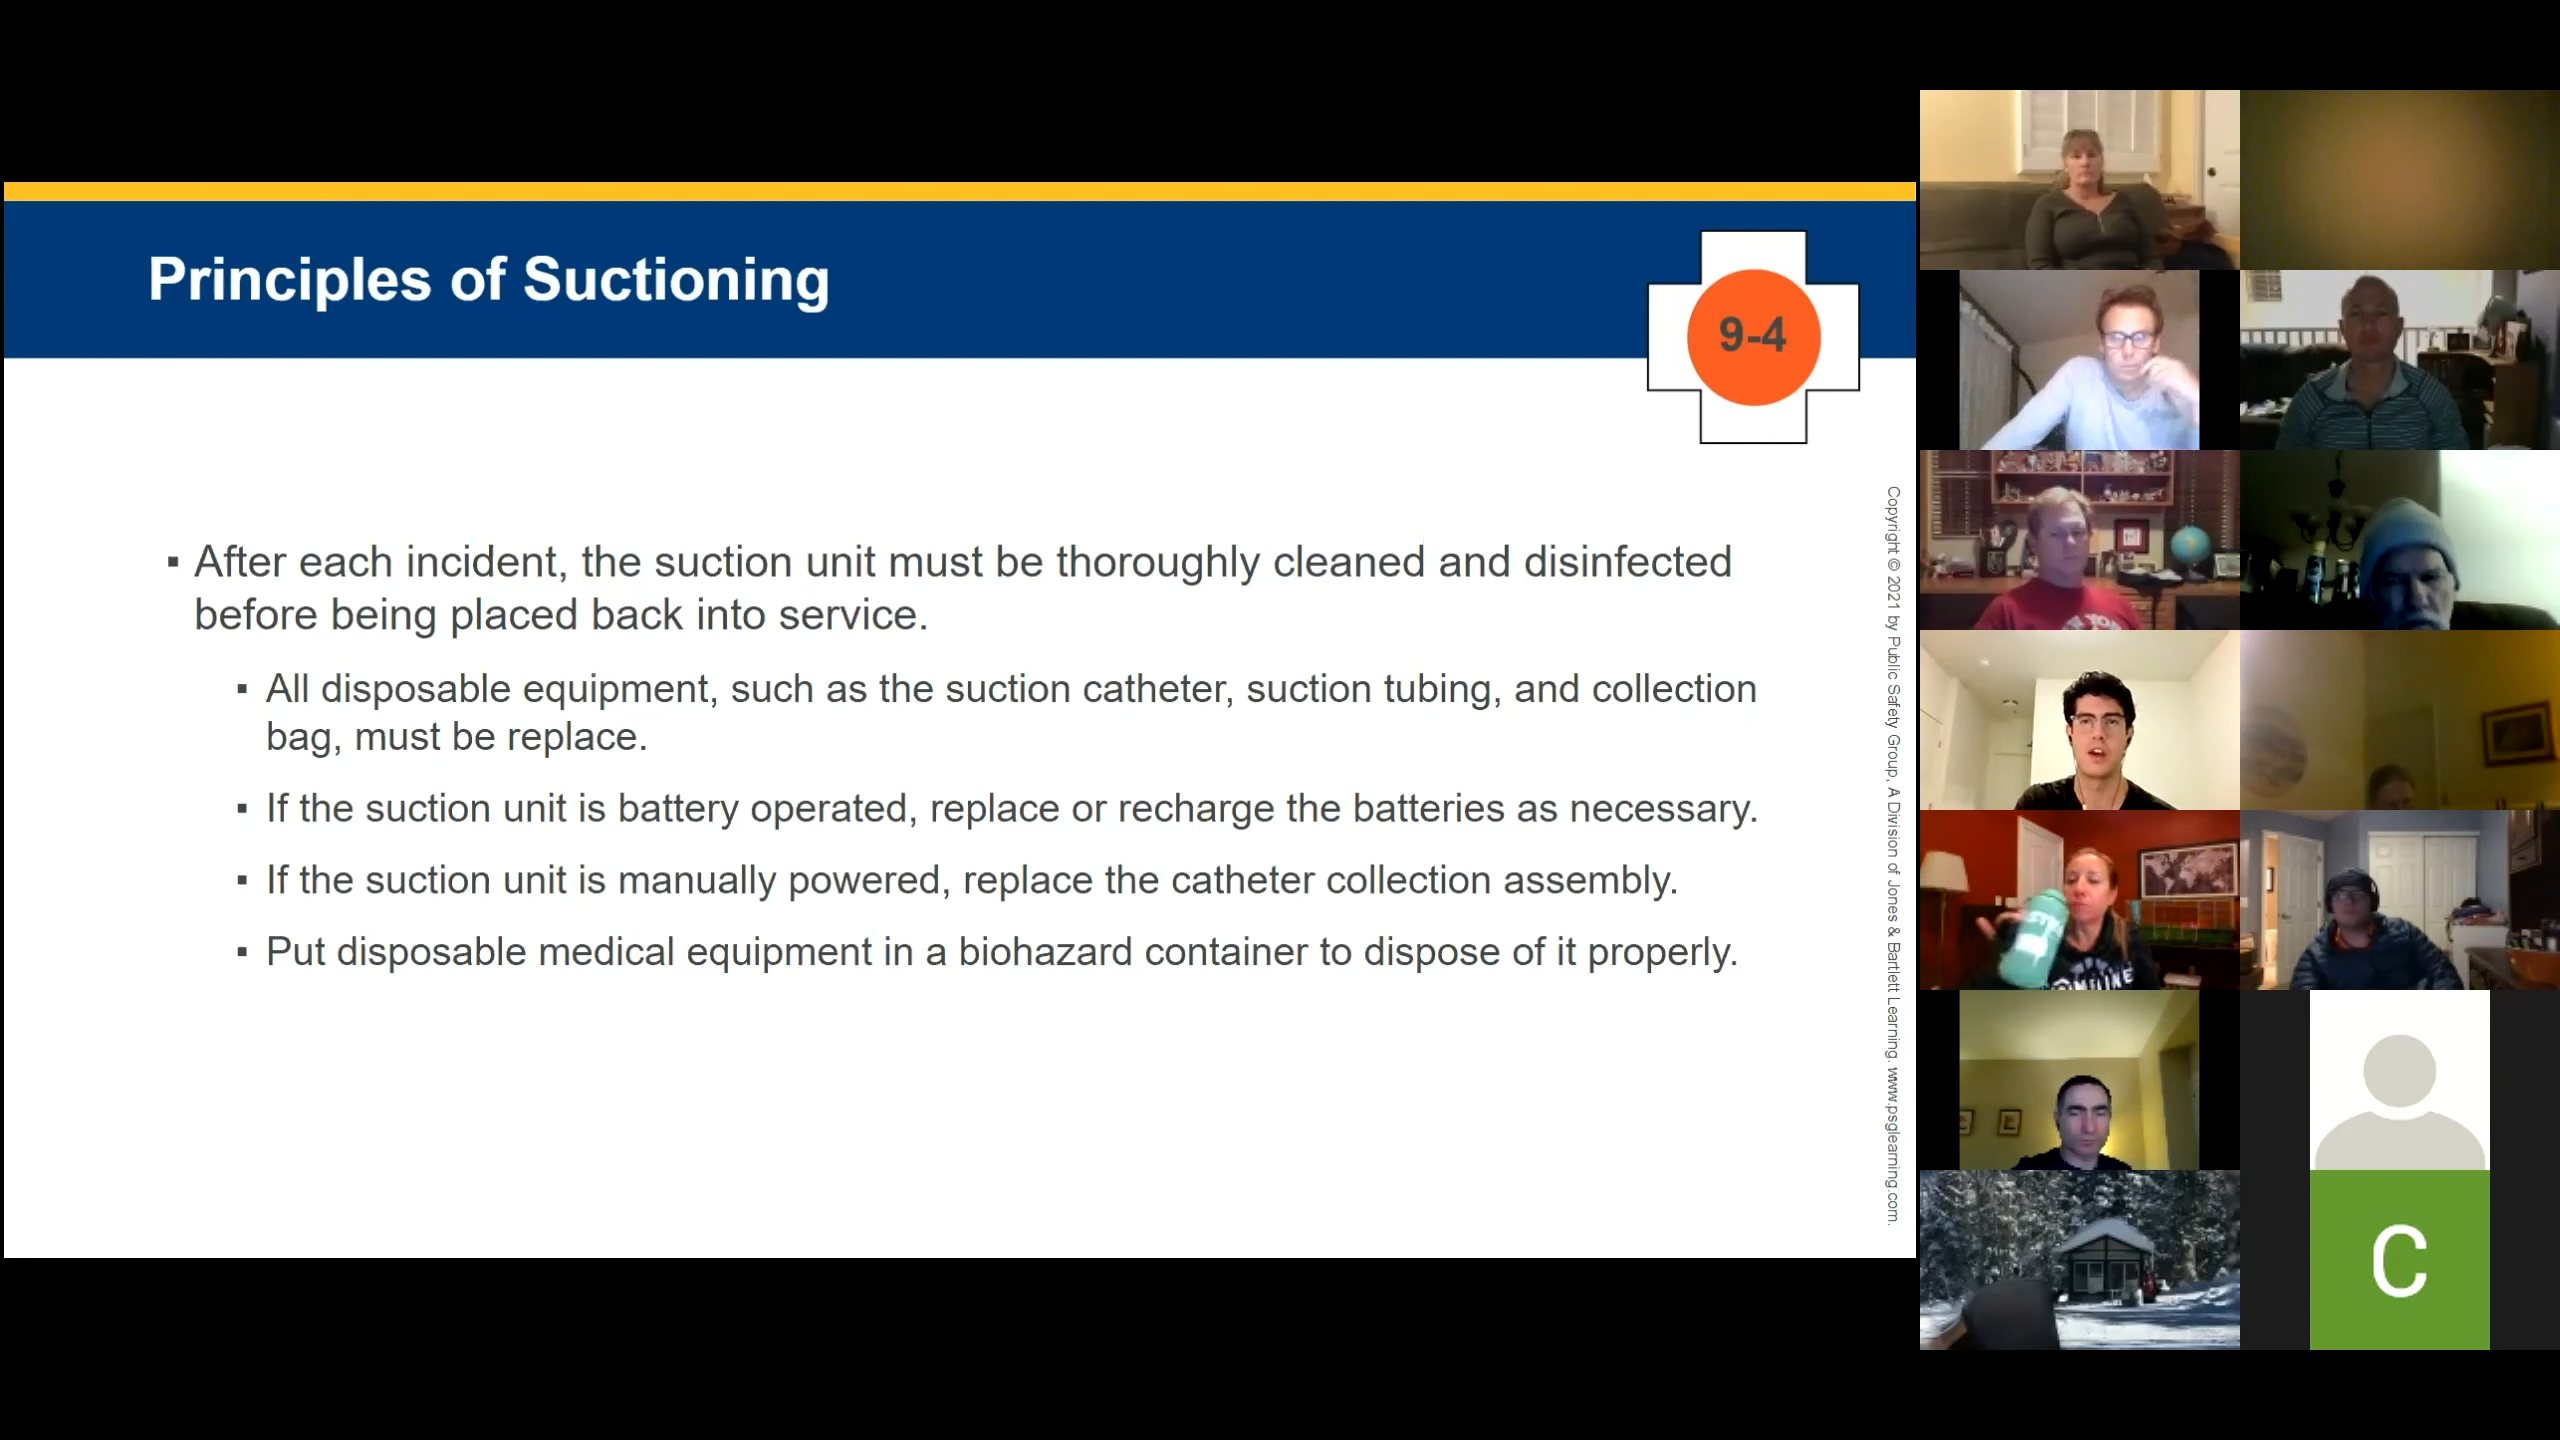 Principles of Suctioning
9-4
▪ After each incident, the suction unit must be thoroughly cleaned and disinfected
before being placed back into service.
▪ All disposable equipment, such as the suction catheter, suction tubing, and collection
bag, must be replace.
▪ If the suction unit is battery operated, replace or recharge the batteries as necessary.
▪ If the suction unit is manually powered, replace the catheter collection assembly.
▪ Put disposable medical equipment in a biohazard container to dispose of it properly.
Copyright © 2021 by Public Safety Group, A Division of Jones & Bartlett Learning. www.psglearning.com.
C